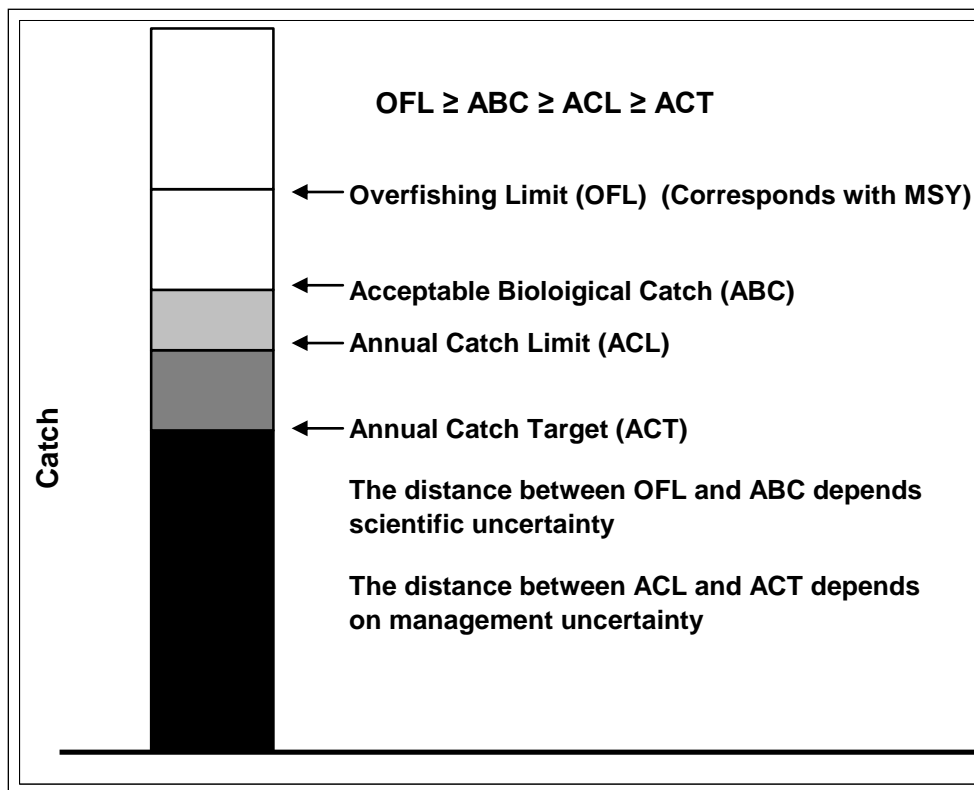 OFL ≥ ABC ≥ ACL ≥ ACT
Overfishing Limit (OFL) (Corresponds with MSY)
Acceptable Bioloigical Catch (ABC)
Annual Catch Limit (ACL)
Annual Catch Target (ACT)
Catch
The distance between OFL and ABC depends
scientific uncertainty
The distance between ACL and ACT depends
on management uncertainty